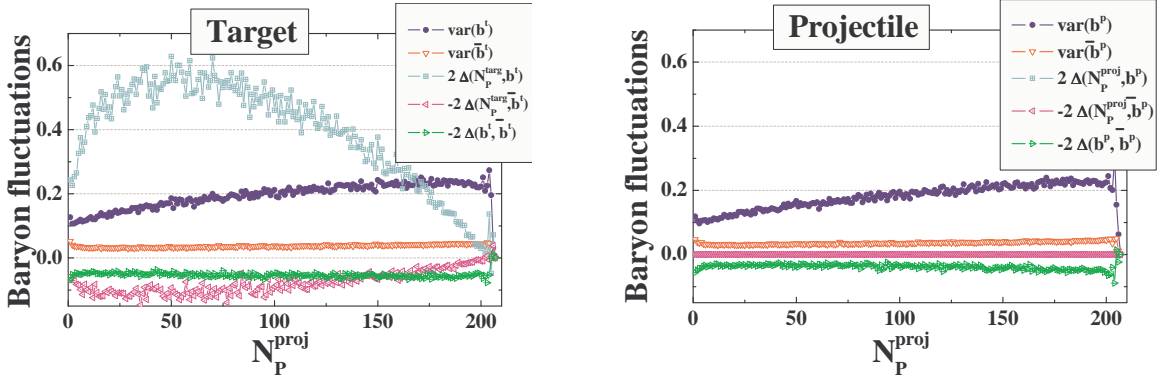 Target
var(b^t)
var(b̄^t)
2 Δ(N_P^targ,b^t)
-2 Δ(N_P^targ,b̄^t)
-2 Δ(b^t, b̄^t)
Baryon fluctuations
0.6
0.4
0.2
0.0
0 50 100 150 200
N_P^proj
Projectile
var(b^p)
var(b̄^p)
2 Δ(N_P^proj,b^p)
-2 Δ(N_P^proj,b̄^p)
-2 Δ(b^p, b̄^p)
Baryon fluctuations
0.6
0.4
0.2
0.0
0 50 100 150 200
N_P^proj